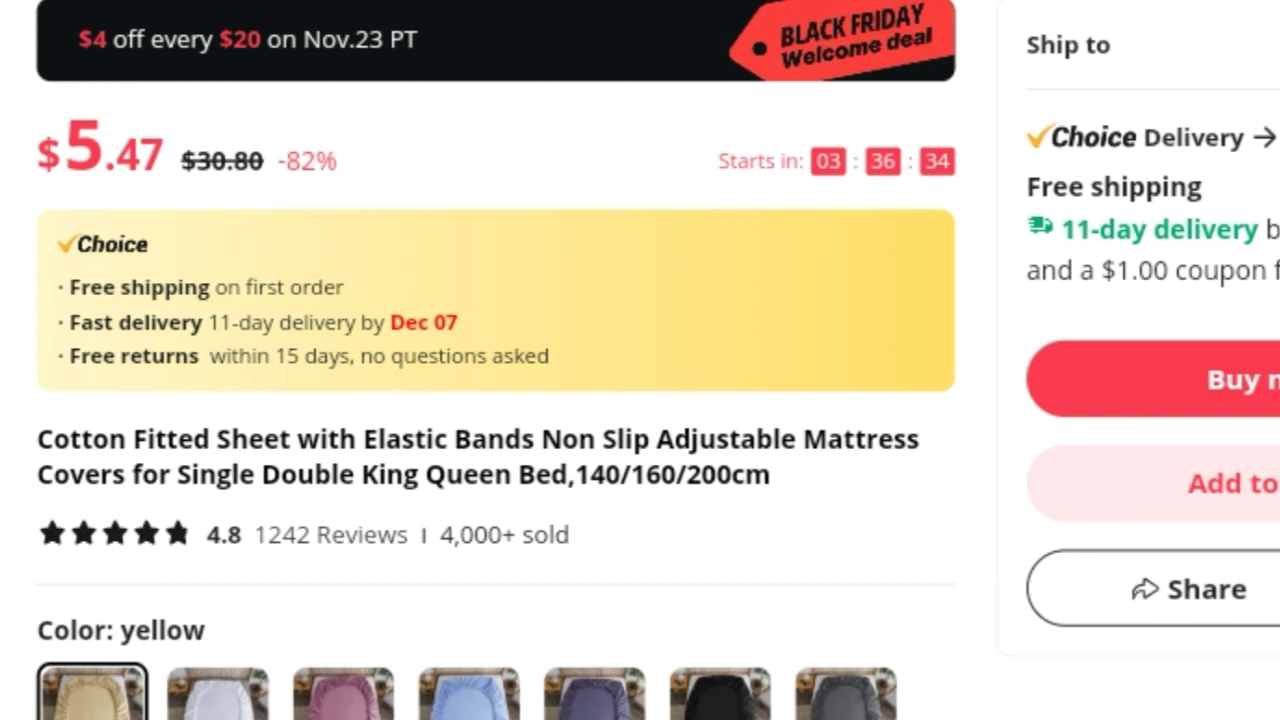 $4 off every $20 on Nov.23 PT
BLACK FRIDAY
Welcome deal
$5.47 $30.80 -82%
Starts in: 03 : 36 : 34
Choice
· Free shipping on first order
· Fast delivery 11-day delivery by Dec 07
· Free returns within 15 days, no questions asked
Cotton Fitted Sheet with Elastic Bands Non Slip Adjustable Mattress
Covers for Single Double King Queen Bed,140/160/200cm
4.8 1242 Reviews I 4,000+ sold
Color: yellow
Ship to
Choice Delivery →
Free shipping
11-day delivery
and a $1.00 coupon
Buy
Add to
Share